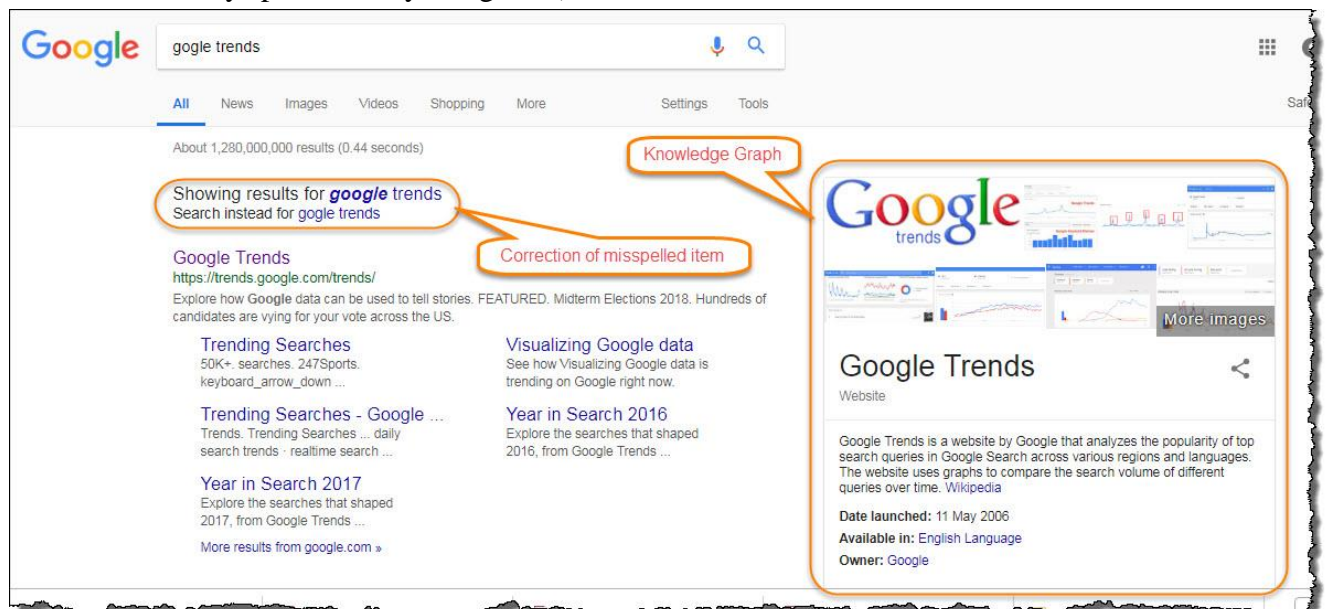 Google
gogle trends
All News Images Videos Shopping More Settings Tools
About 1,280,000,000 results (0.44 seconds)
Knowledge Graph
Showing results for google trends
Search instead for gogle trends
Correction of misspelled item
Google Trends
https://trends.google.com/trends/
Explore how Google data can be used to tell stories. FEATURED. Midterm Elections 2018. Hundreds of
candidates are vying for your vote across the US.
Trending Searches
50K+. searches. 247Sports.
keyboard_arrow_down ...
Visualizing Google data
See how Visualizing Google data is
trending on Google right now.
Trending Searches - Google ...
Trends. Trending Searches ... daily
search trends · realtime search ...
Year in Search 2016
Explore the searches that shaped
2016, from Google Trends ...
Year in Search 2017
Explore the searches that shaped
2017, from Google Trends ...
More results from google.com »
Google
trends
More images
Google Trends
Website
Google Trends is a website by Google that analyzes the popularity of top
search queries in Google Search across various regions and languages.
The website uses graphs to compare the search volume of different
queries over time. Wikipedia
Date launched: 11 May 2006
Available in: English Language
Owner: Google